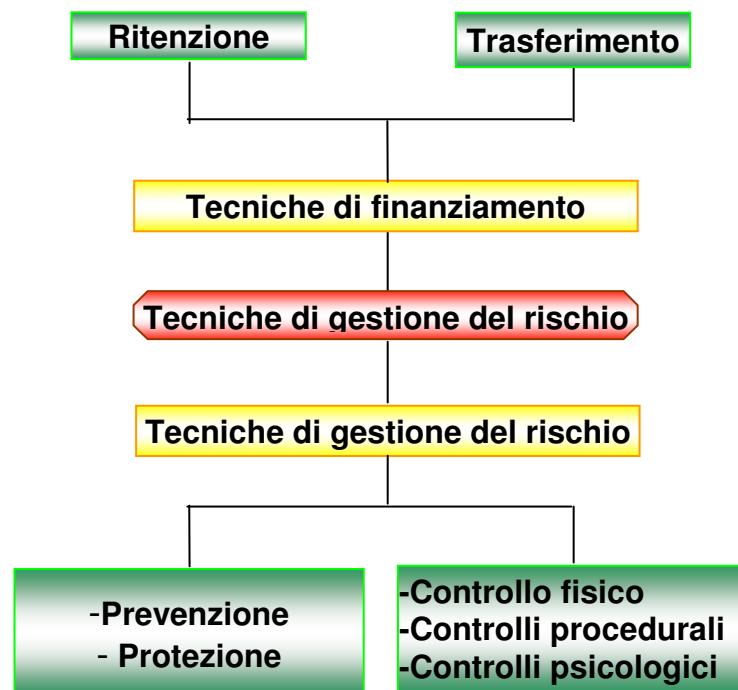 Ritenzione
Trasferimento
Tecniche di finanziamento
Tecniche di gestione del rischio
Tecniche di gestione del rischio
-Prevenzione
- Protezione
-Controllo fisico
-Controlli procedurali
-Controlli psicologici